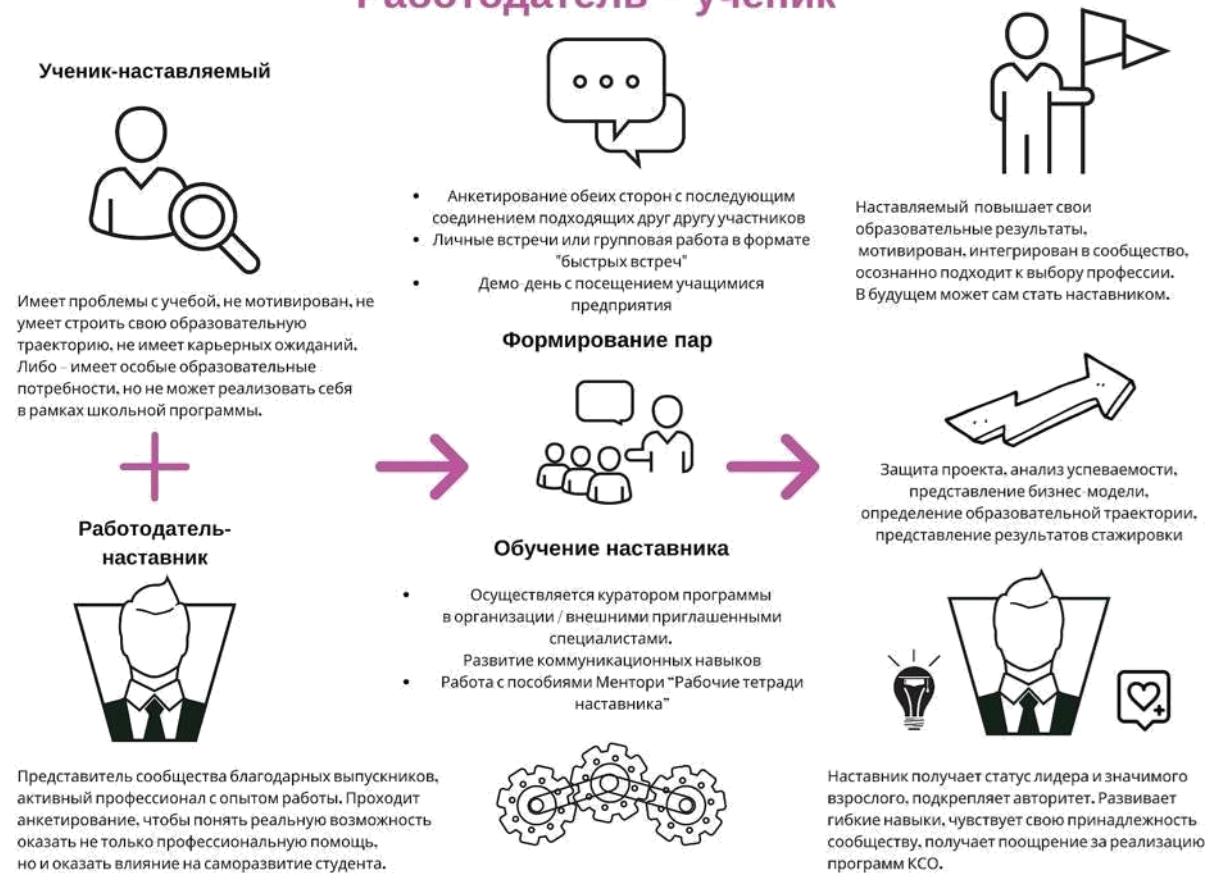 Работодатель - ученик
Ученик-наставляемый
Имеет проблемы с учебой, не мотивирован, не
умеет строить свою образовательную
траекторию, не имеет карьерных ожиданий.
Либо - имеет особые образовательные
потребности, но не может реализовать себя
в рамках школьной программы.
Работодатель-
наставник
Представитель сообщества благодарных выпускников,
активный профессионал с опытом работы. Проходит
анкетирование, чтобы понять реальную возможность
оказать не только профессиональную помощь,
но и оказать влияние на саморазвитие студента.
• Анкетирование обеих сторон с последующим
соединением подходящих друг другу участников
• Личные встречи или групповая работа в формате
"быстрых встреч"
• Демо-день с посещением учащимися
предприятия
Формирование пар
Обучение наставника
• Осуществляется куратором программы
в организации / внешними приглашенными
специалистами.
Развитие коммуникационных навыков
• Работа с пособиями Ментори "Рабочие тетради
наставника"
Наставляемый повышает свои
образовательные результаты,
мотивирован, интегрирован в сообщество,
осознанно подходит к выбору профессии.
В будущем может сам стать наставником.
Защита проекта, анализ успеваемости,
представление бизнес-модели,
определение образовательной траектории,
представление результатов стажировки
Наставник получает статус лидера и значимого
взрослого, подкрепляет авторитет. Развивает
гибкие навыки, чувствует свою принадлежность
сообществу, получает поощрение за реализацию
программ КСО.